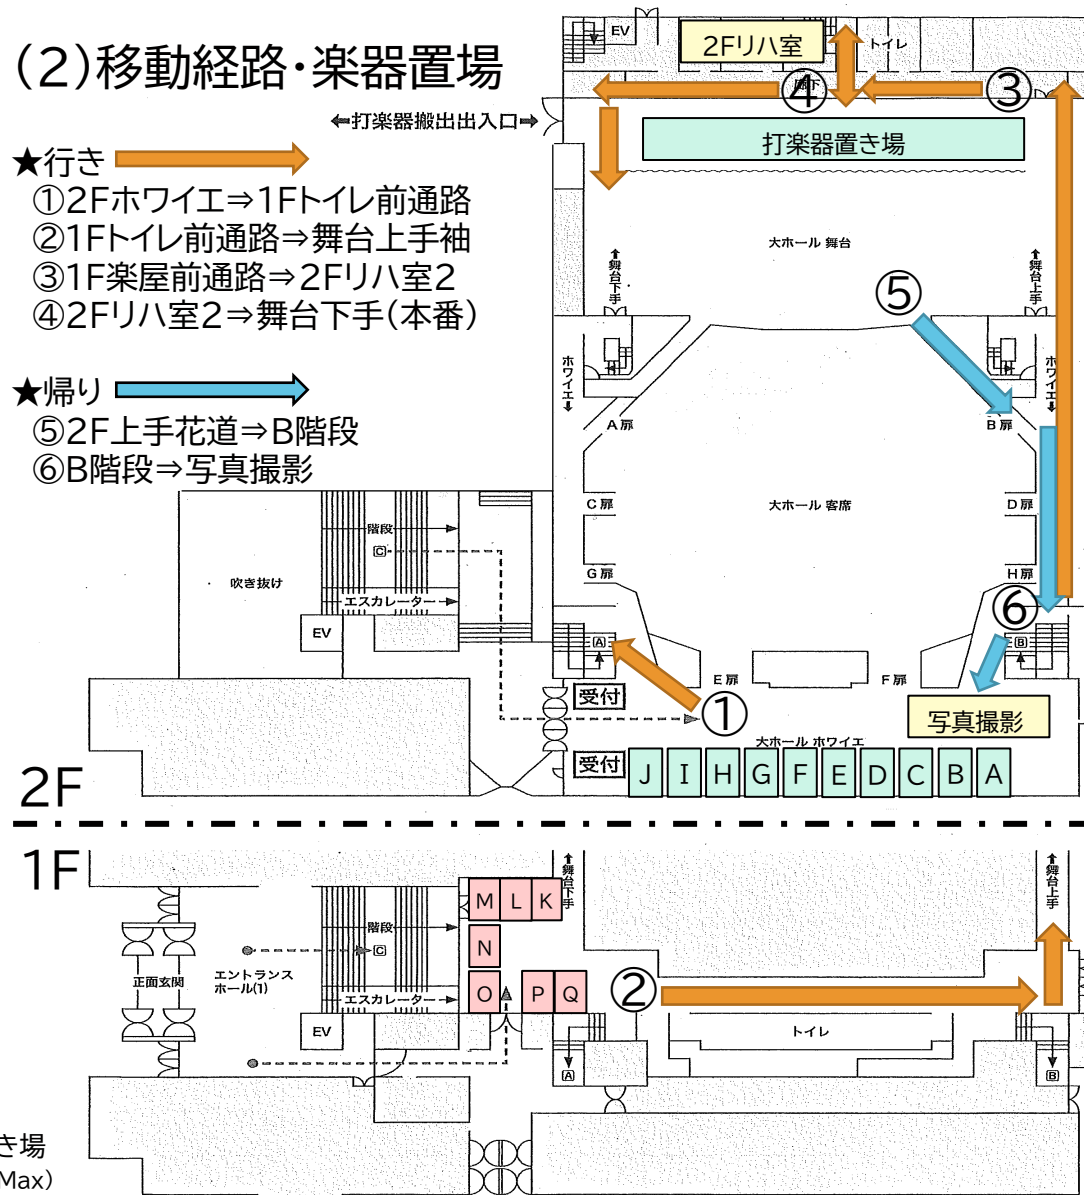 (2)移動経路・楽器置場
EV
2Fリハ室
トイレ
④
③
←打楽器搬出出入口→
打楽器置き場
★行き
①2Fホワイエ⇒1Fトイレ前通路
②1Fトイレ前通路⇒舞台上手袖
③1F楽屋前通路⇒2Fリハ室2
④2Fリハ室2⇒舞台下手(本番)
大ホール 舞台
←舞台下手
←舞台上手
⑤
★帰り
⑤2F上手花道⇒B階段
⑥B階段⇒写真撮影
ホワイエ→
ホワイエ→
A扉
B扉
C扉
大ホール 客席
D扉
階段
C
G扉
H扉
吹き抜け
エスカレーター
EV
⑥
A
B
E扉
F扉
受付
①
写真撮影
大ホール ホワイエ
受付
J I H G F E D C B A
2F
1F
←舞台下手
←舞台上手
M L K
階段
C
N
正面玄関
エントランス
ホール(1)
エスカレーター
O P Q
②
EV
トイレ
A
B
き場
Max)